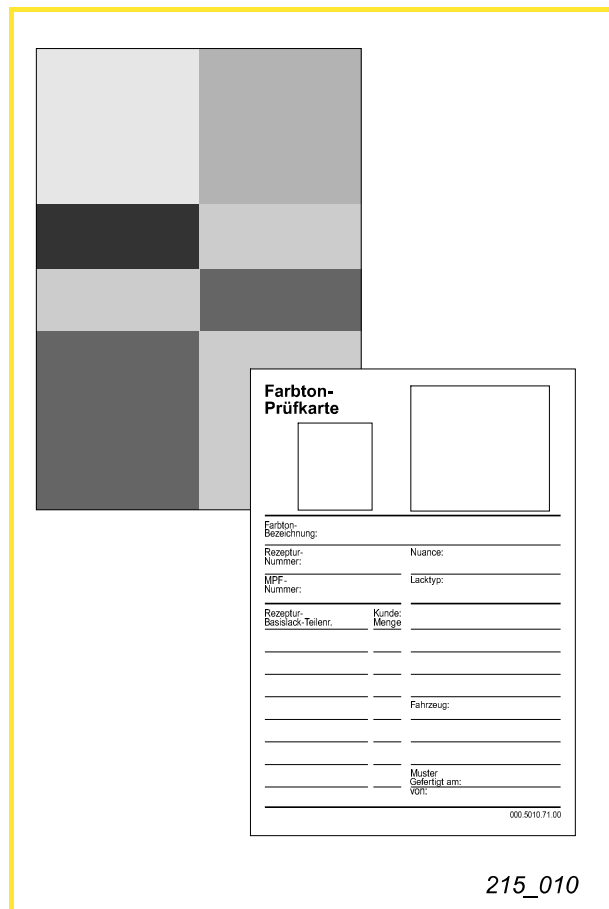 Farbton-
Prüfkarte
Farbton-
Bezeichnung:
Rezeptur-
Nummer:
Nuance:
MPF-
Nummer:
Lacktyp:
Rezeptur-
Basislack-Teilenr.
Kunde:
Menge
Fahrzeug:
Muster
Gefertigt am:
von:
000.5010.71.00
215_010